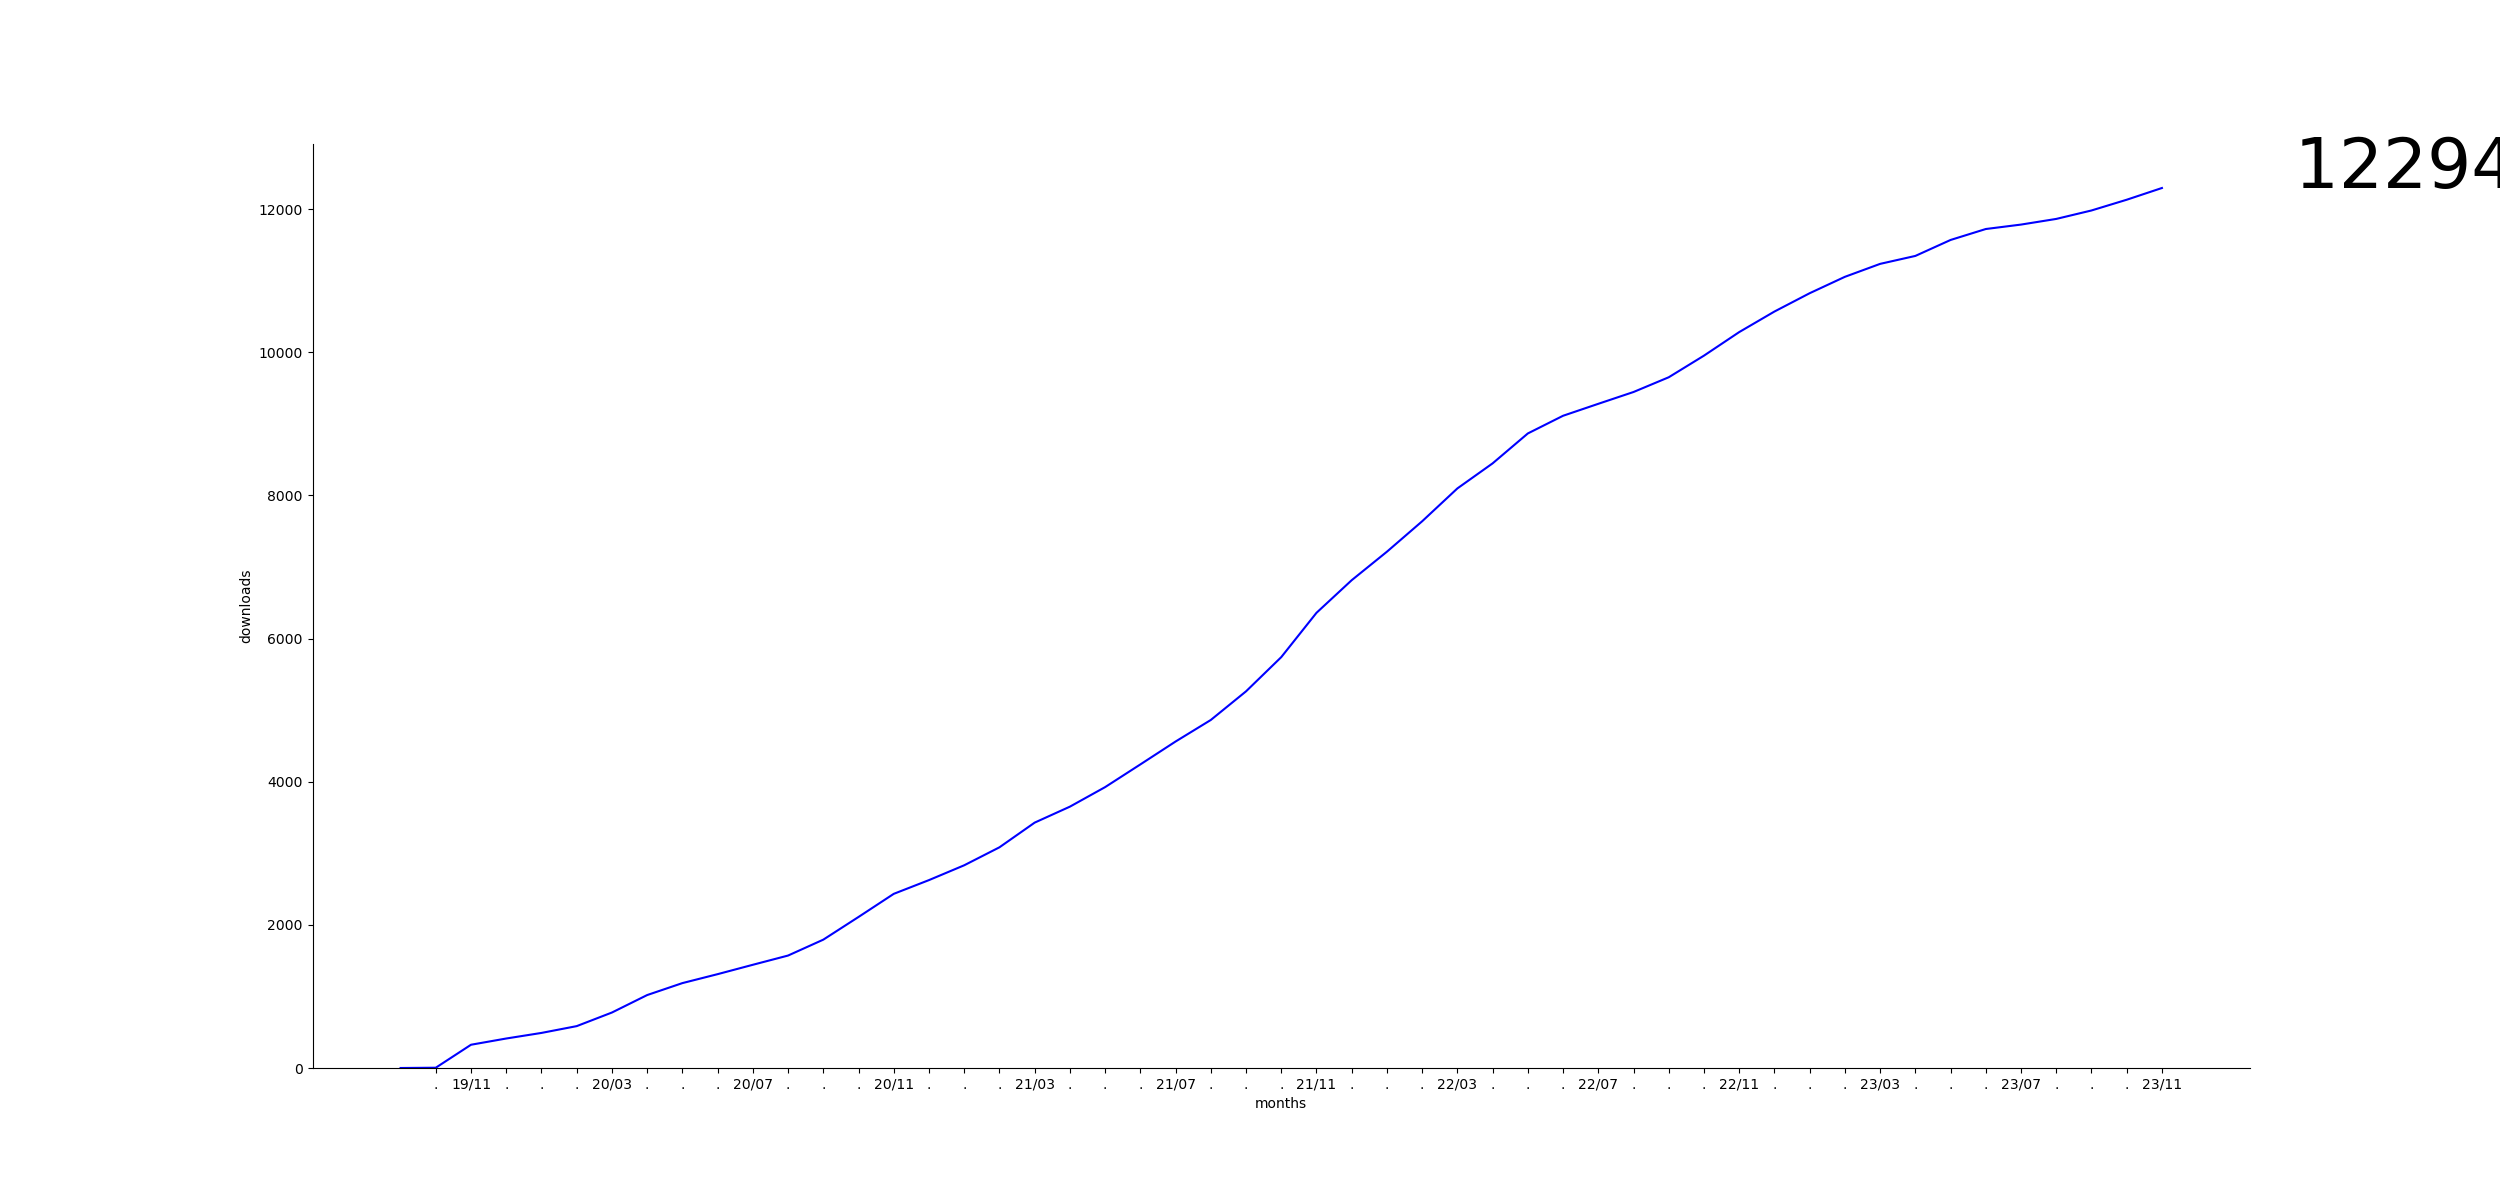 12294
12000
10000
8000
6000
4000
2000
0
downloads
. 19/11 . . . 20/03 . . . 20/07 . . . 20/11 . . . 21/03 . . . 21/07 . . . 21/11 . . . 22/03 . . . 22/07 . . . 22/11 . . . 23/03 . . . 23/07 . . . 23/11
months